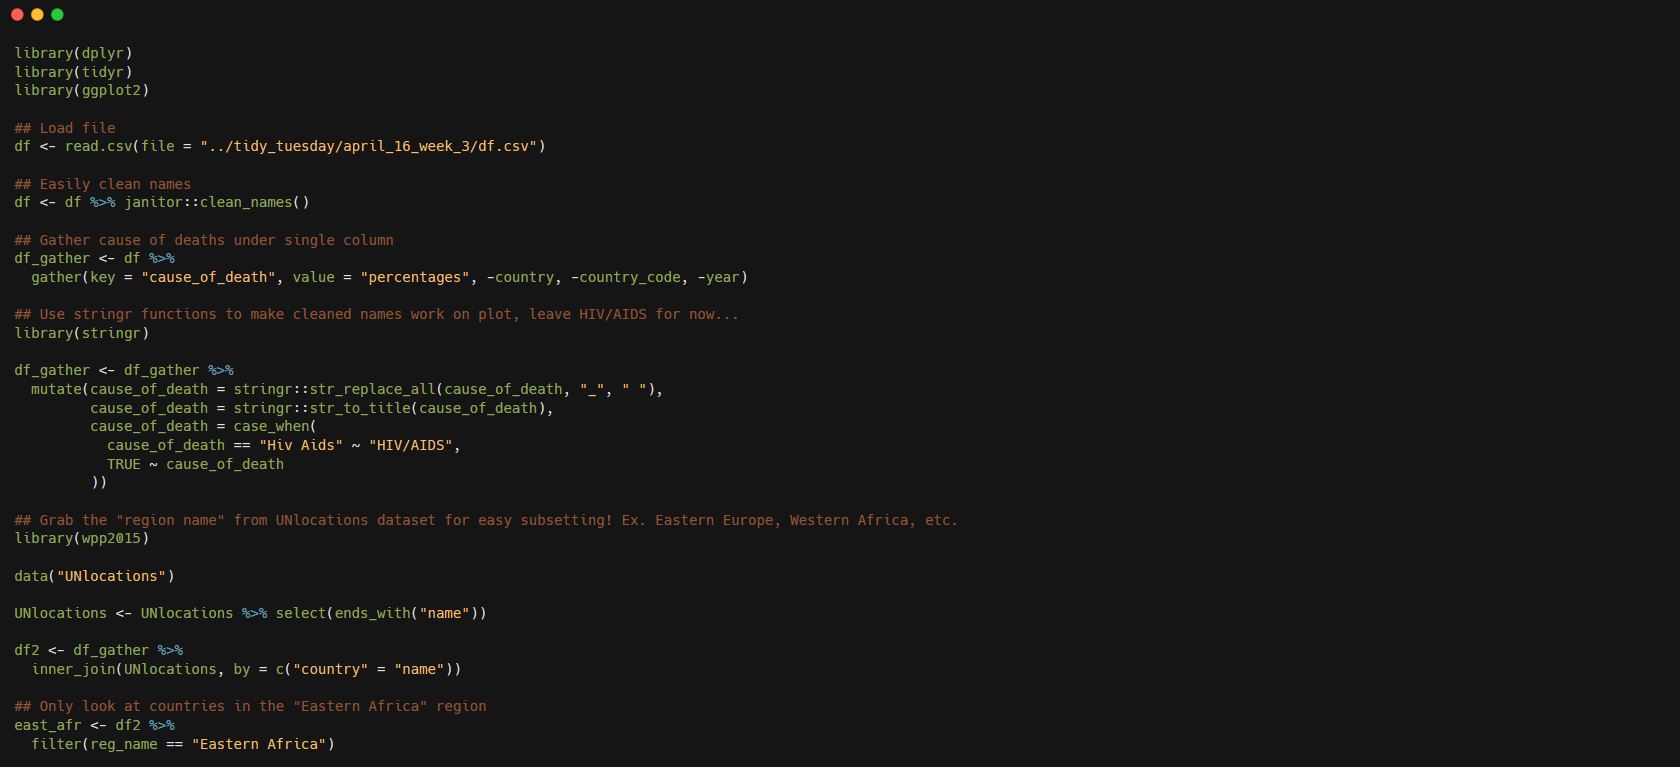 library(dplyr)
library(tidyr)
library(ggplot2)
## Load file
df <- read.csv(file = "../tidy_tuesday/april_16_week_3/df.csv")
## Easily clean names
df <- df %>% janitor::clean_names()
## Gather cause of deaths under single column
df_gather <- df %>%
  gather(key = "cause_of_death", value = "percentages", -country, -country_code, -year)
## Use stringr functions to make cleaned names work on plot, leave HIV/AIDS for now...
library(stringr)
df_gather <- df_gather %>%
  mutate(cause_of_death = stringr::str_replace_all(cause_of_death, "_", " "),
         cause_of_death = stringr::str_to_title(cause_of_death),
         cause_of_death = case_when(
           cause_of_death == "Hiv Aids" ~ "HIV/AIDS",
           TRUE ~ cause_of_death
         ))
## Grab the "region name" from UNlocations dataset for easy subsetting! Ex. Eastern Europe, Western Africa, etc.
library(wpp2015)
data("UNlocations")
UNlocations <- UNlocations %>% select(ends_with("name"))
df2 <- df_gather %>%
  inner_join(UNlocations, by = c("country" = "name"))
## Only look at countries in the "Eastern Africa" region
east_afr <- df2 %>%
  filter(reg_name == "Eastern Africa")